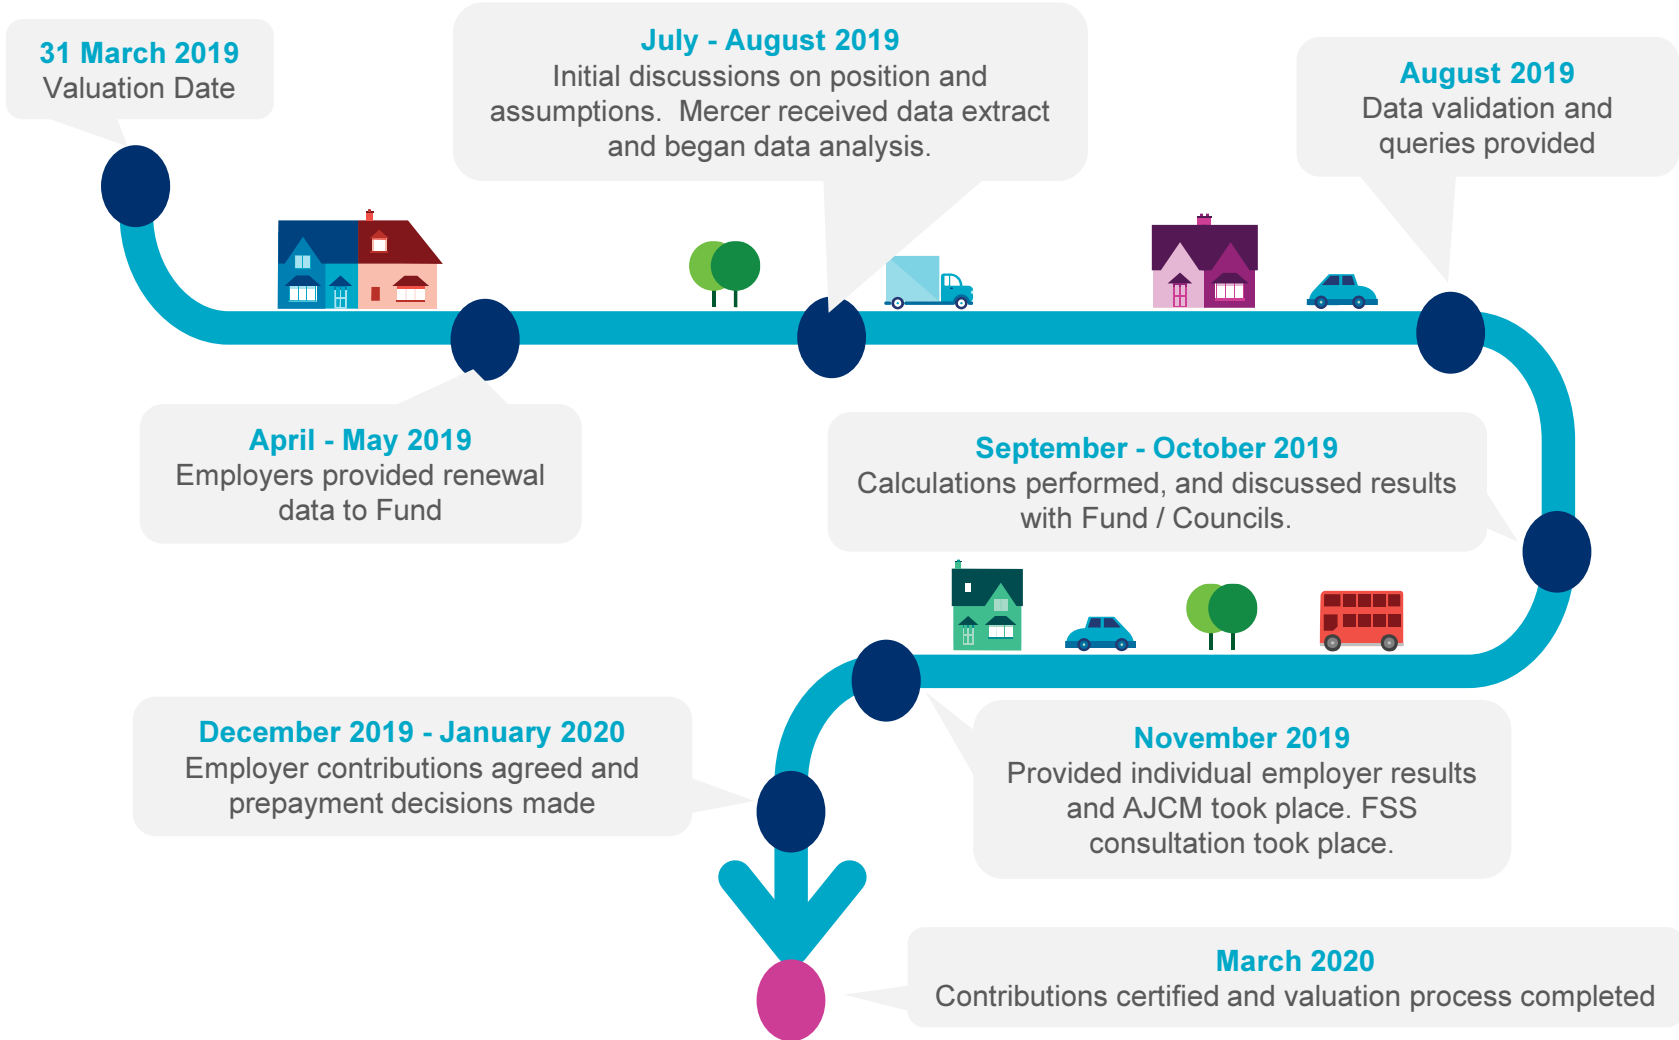 31 March 2019
Valuation Date
July - August 2019
Initial discussions on position and
assumptions.  Mercer received data extract
and began data analysis.
August 2019
Data validation and
queries provided
April - May 2019
Employers provided renewal
data to Fund
September - October 2019
Calculations performed, and discussed results
with Fund / Councils.
November 2019
Provided individual employer results
and AJCM took place. FSS
consultation took place.
December 2019 - January 2020
Employer contributions agreed and
prepayment decisions made
March 2020
Contributions certified and valuation process completed